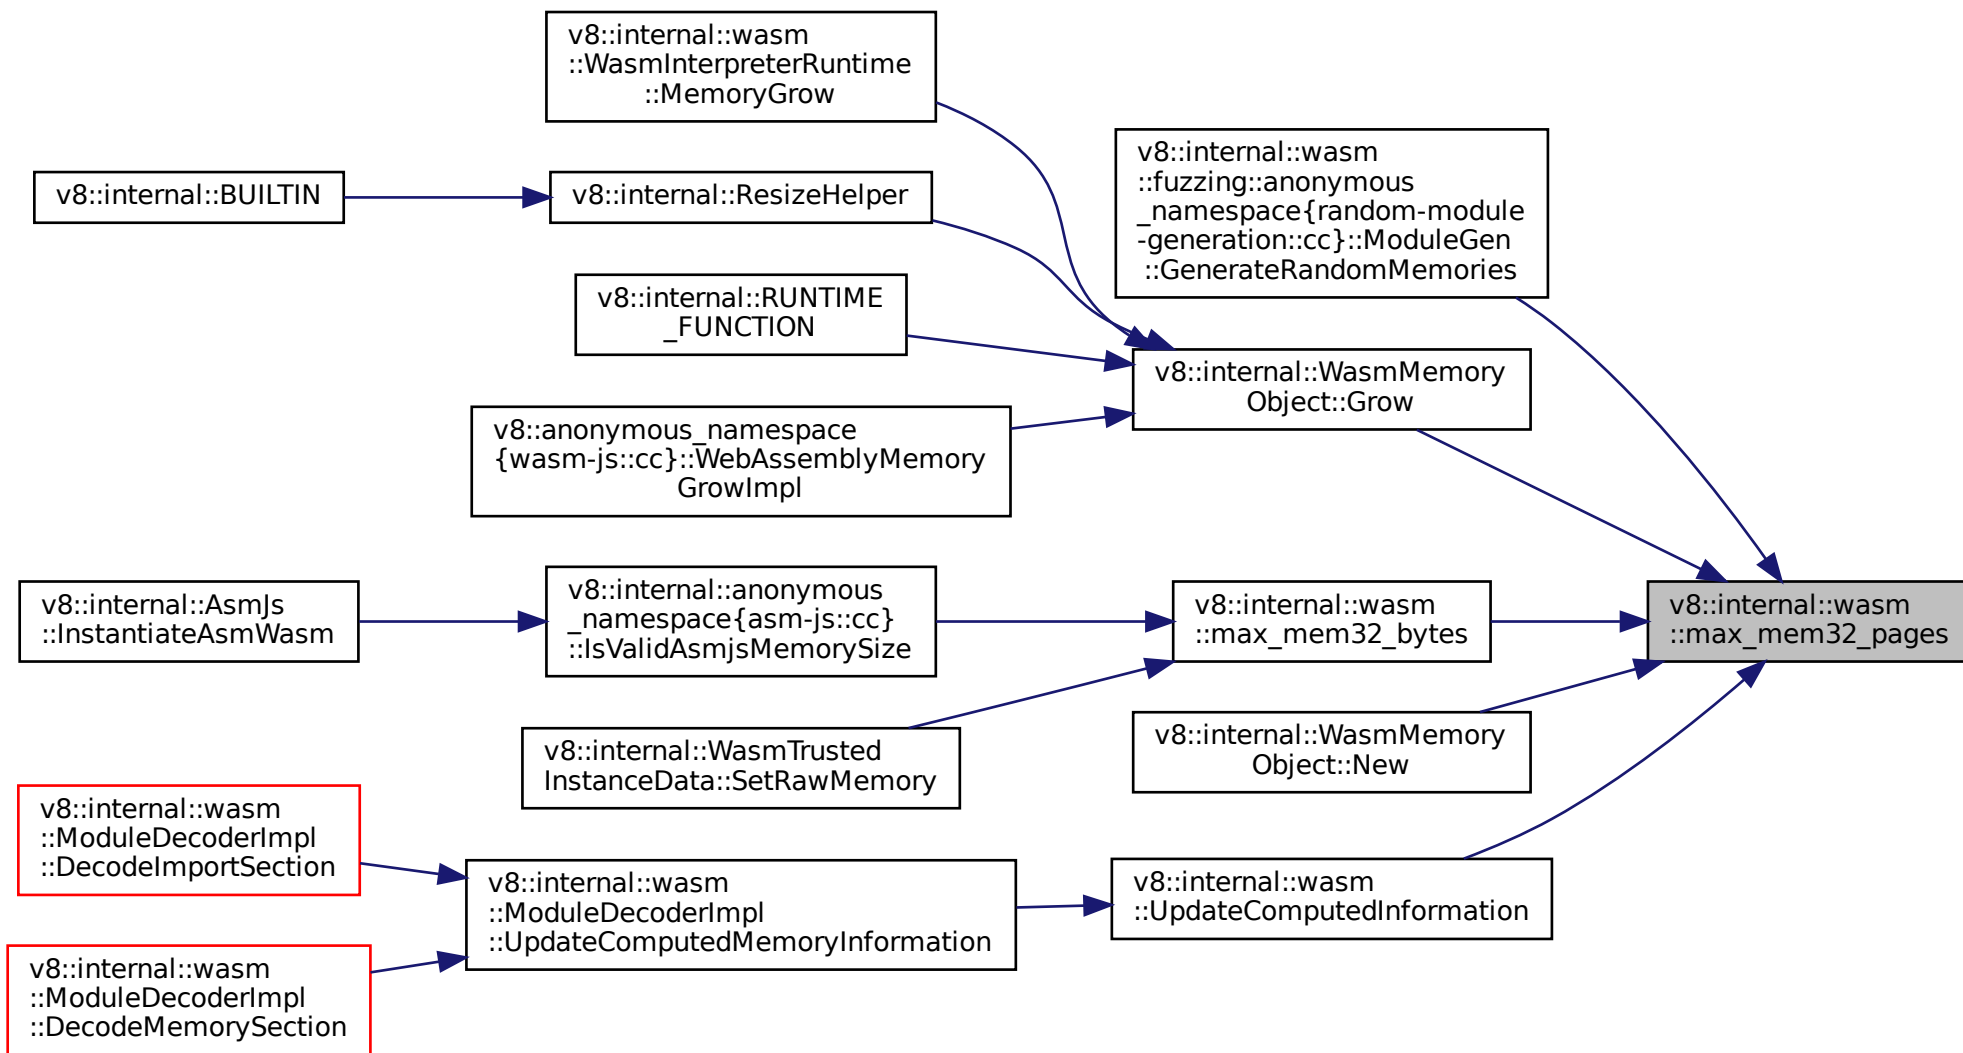 v8::internal::wasm
::WasmInterpreterRuntime
::MemoryGrow
v8::internal::wasm
::fuzzing::anonymous
_namespace{random-module
-generation::cc}::ModuleGen
::GenerateRandomMemories
v8::internal::BUILTIN
v8::internal::ResizeHelper
v8::internal::RUNTIME
_FUNCTION
v8::internal::WasmMemory
Object::Grow
v8::anonymous_namespace
{wasm-js::cc}::WebAssemblyMemory
GrowImpl
v8::internal::AsmJs
::InstantiateAsmWasm
v8::internal::anonymous
_namespace{asm-js::cc}
::IsValidAsmjsMemorySize
v8::internal::wasm
::max_mem32_bytes
v8::internal::wasm
::max_mem32_pages
v8::internal::WasmTrusted
InstanceData::SetRawMemory
v8::internal::WasmMemory
Object::New
v8::internal::wasm
::ModuleDecoderImpl
::DecodeImportSection
v8::internal::wasm
::ModuleDecoderImpl
::UpdateComputedMemoryInformation
v8::internal::wasm
::UpdateComputedInformation
v8::internal::wasm
::ModuleDecoderImpl
::DecodeMemorySection